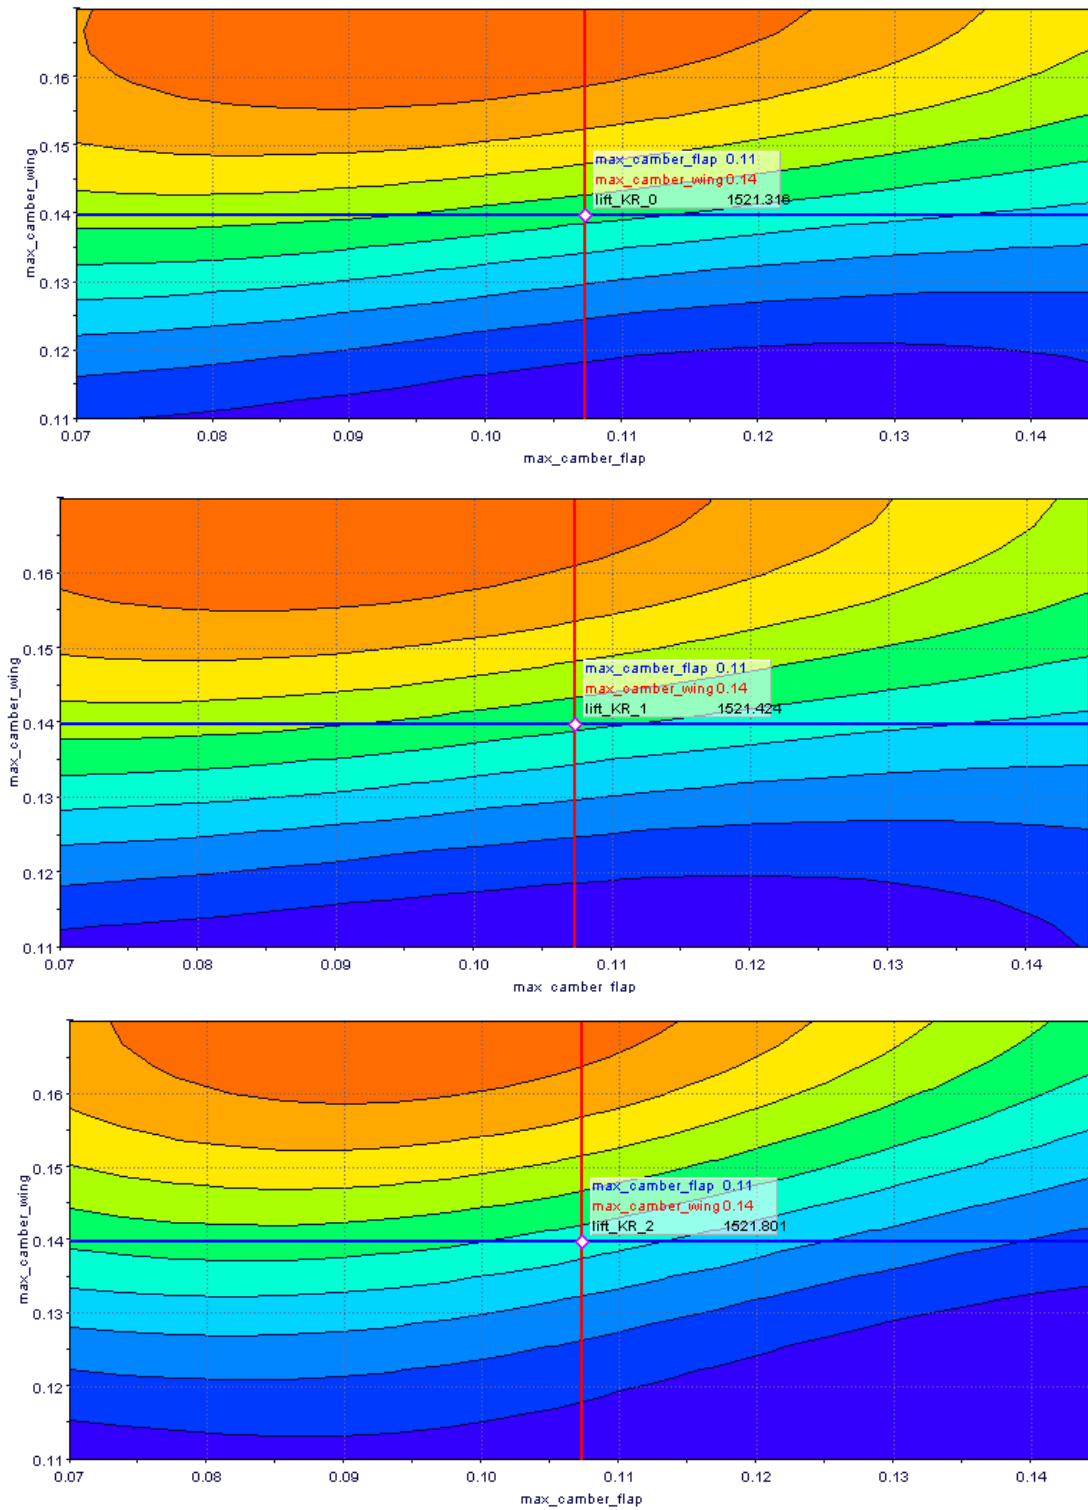 0.16
0.15
max_camber_flap 0.11
max_camber_wing 0.14
lift_KR_0 1521.316
0.14
0.13
0.12
0.11
max_camber_wing
0.07 0.08 0.09 0.10 0.11 0.12 0.13 0.14
max_camber_flap
0.16
0.15
max_camber_flap 0.11
max_camber_wing 0.14
lift_KR_1 1521.424
0.14
0.13
0.12
0.11
max_camber_wing
0.07 0.08 0.09 0.10 0.11 0.12 0.13 0.14
max camber flap
0.16
0.15
max_camber_flap 0.11
max_camber_wing 0.14
lift_KR_2 1521.801
0.14
0.13
0.12
0.11
max_camber_wing
0.07 0.08 0.09 0.10 0.11 0.12 0.13 0.14
max_camber_flap